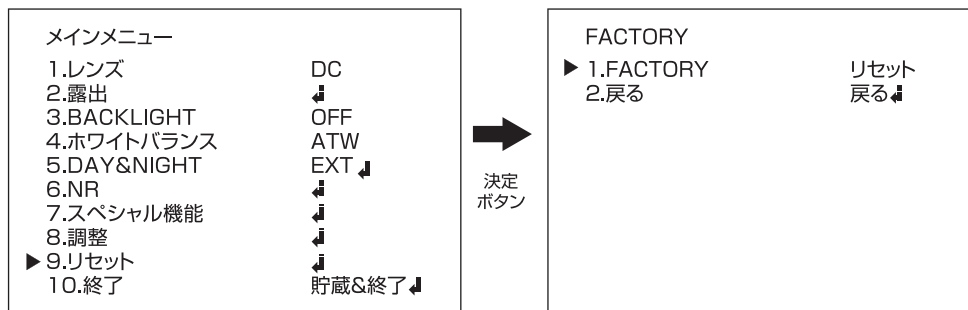 メインメニュー
1.レンズ DC
2.露出 ↲
3.BACKLIGHT OFF
4.ホワイトバランス ATW
5.DAY&NIGHT EXT ↲
6.NR ↲
7.スペシャル機能 ↲
8.調整 ↲
▶ 9.リセット ↲
10.終了 貯蔵&終了↲
決定
ボタン
FACTORY
▶ 1.FACTORY リセット
2.戻る 戻る↲